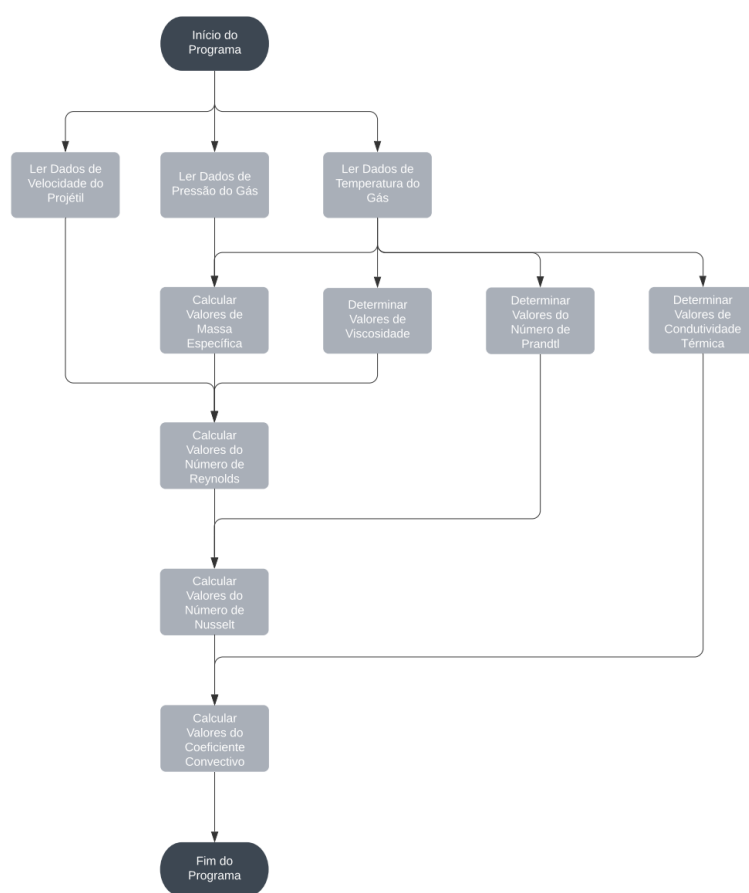 Início do
Programa
Ler Dados de
Velocidade do
Projétil
Ler Dados de
Pressão do Gás
Ler Dados de
Temperatura do
Gás
Calcular
Valores de
Massa
Específica
Determinar
Valores de
Viscosidade
Determinar
Valores do
Número de
Prandtl
Determinar
Valores de
Condutividade
Térmica
Calcular
Valores do
Número de
Reynolds
Calcular
Valores do
Número de
Nusselt
Calcular
Valores do
Coeficiente
Convectivo
Fim do
Programa